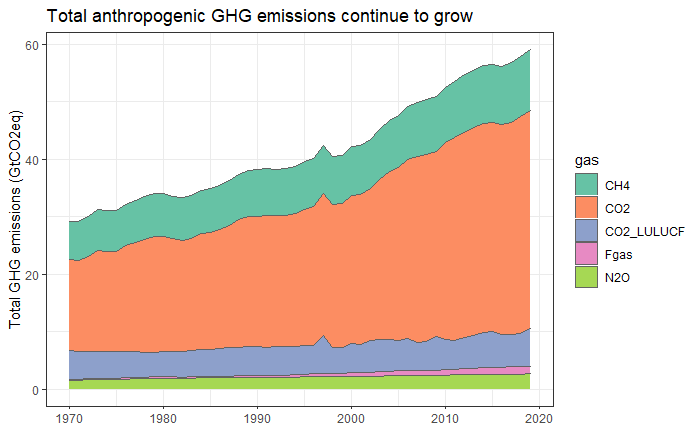 Total anthropogenic GHG emissions continue to grow
Total GHG emissions (GtCO2eq)
60
40
20
0
1970
1980
1990
2000
2010
2020
gas
CH4
CO2
CO2_LULUCF
Fgas
N2O